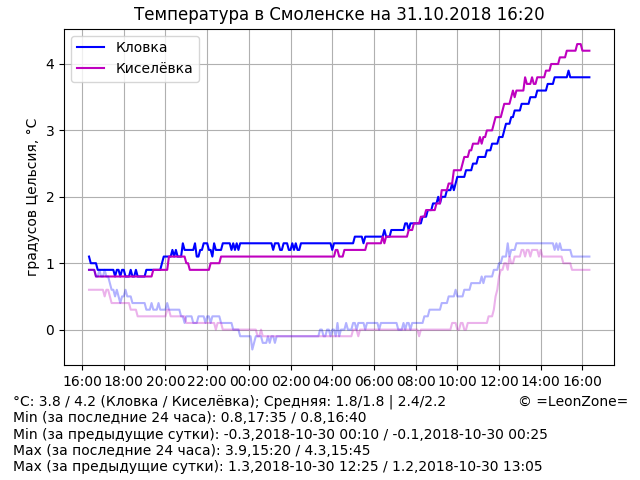 Температура в Смоленске на 31.10.2018 16:20
Кловка
Киселёвка
градусов Цельсия, °C
4
3
2
1
0
16:00 18:00 20:00 22:00 00:00 02:00 04:00 06:00 08:00 10:00 12:00 14:00 16:00
°C: 3.8 / 4.2 (Кловка / Киселёвка); Средняя: 1.8/1.8 | 2.4/2.2 © =LeonZone=
Min (за последние 24 часа): 0.8,17:35 / 0.8,16:40
Min (за предыдущие сутки): -0.3,2018-10-30 00:10 / -0.1,2018-10-30 00:25
Max (за последние 24 часа): 3.9,15:20 / 4.3,15:45
Max (за предыдущие сутки): 1.3,2018-10-30 12:25 / 1.2,2018-10-30 13:05